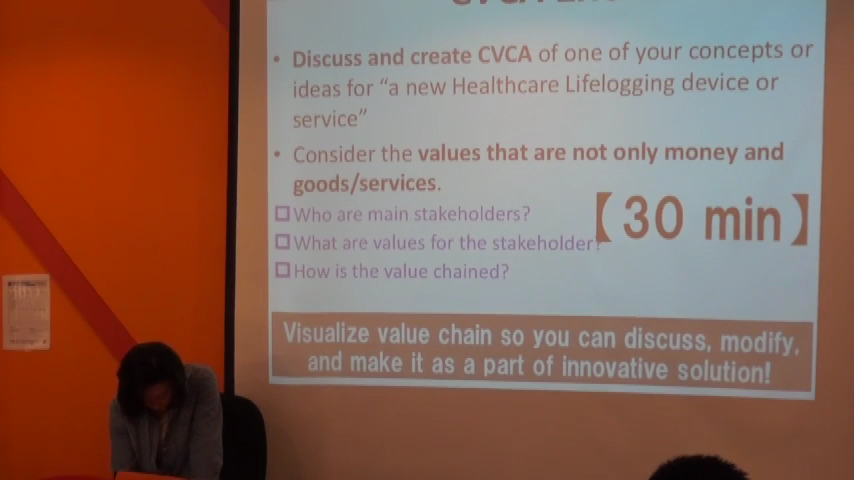 • Discuss and create CVCA of one of your concepts or
ideas for “a new Healthcare Lifelogging device or
service”
• Consider the values that are not only money and
goods/services.
Who are main stakeholders?
What are values for the stakeholder?
How is the value chained?
【30 min】
Visualize value chain so you can discuss, modify,
and make it as a part of innovative solution!